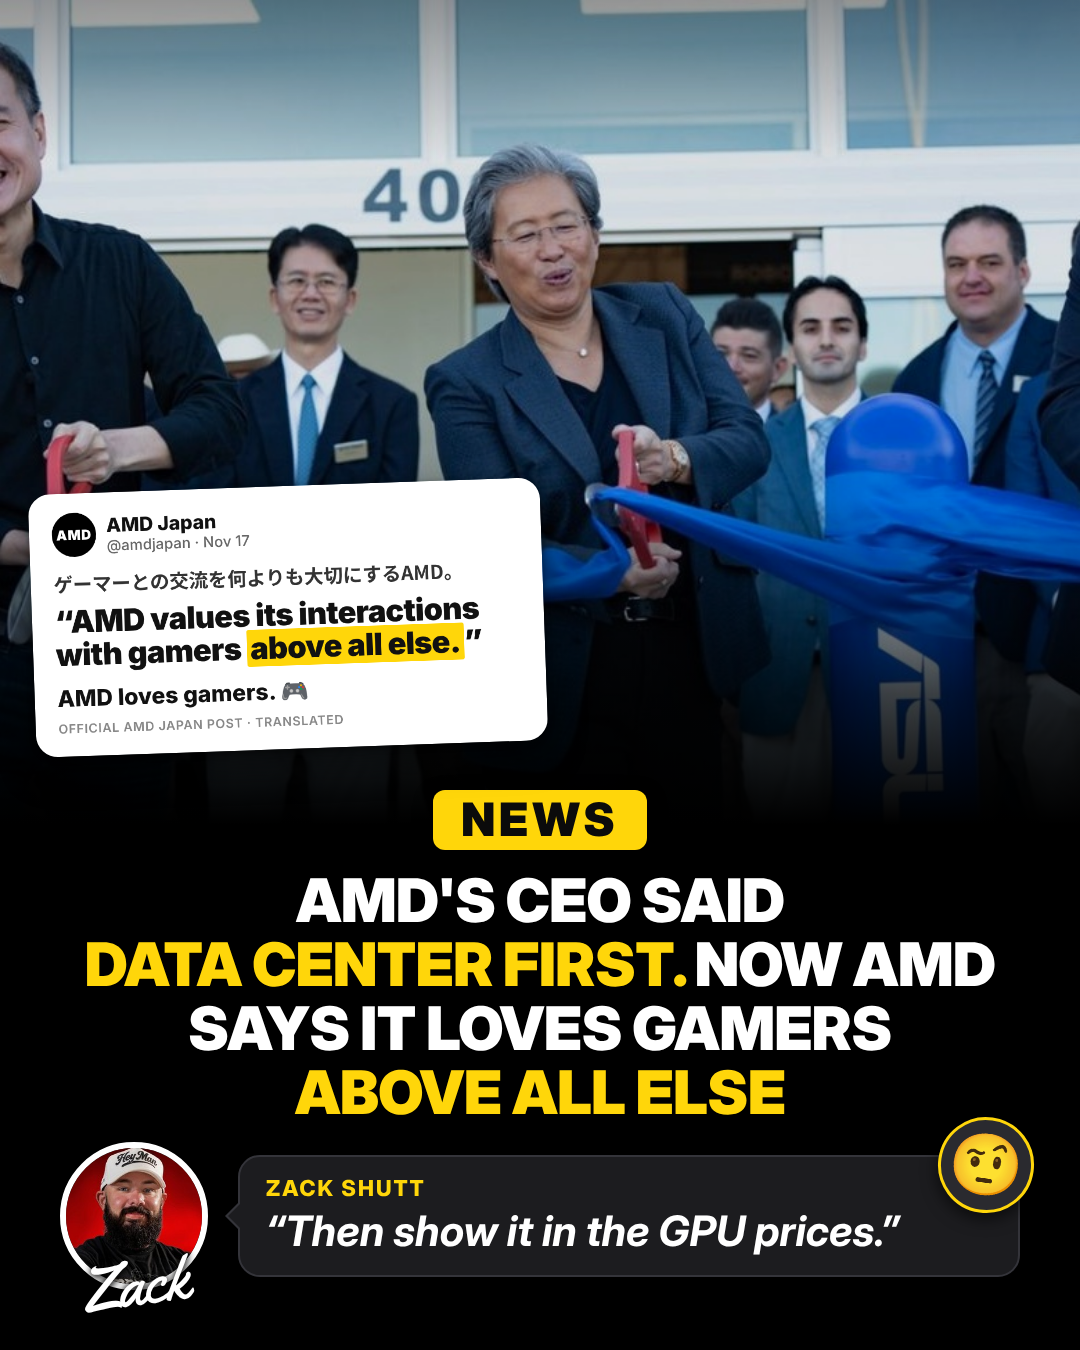 40
AMD
AMD Japan
@amdjapan · Nov 17
ゲーマーとの交流を何よりも大切にするAMD。
“AMD values its interactions
with gamers above all else.”
AMD loves gamers. 🎮
OFFICIAL AMD JAPAN POST · TRANSLATED
NEWS
AMD'S CEO SAID
DATA CENTER FIRST. NOW AMD
SAYS IT LOVES GAMERS
ABOVE ALL ELSE
Hey Man
ZACK SHUTT
“Then show it in the GPU prices.”
Zack